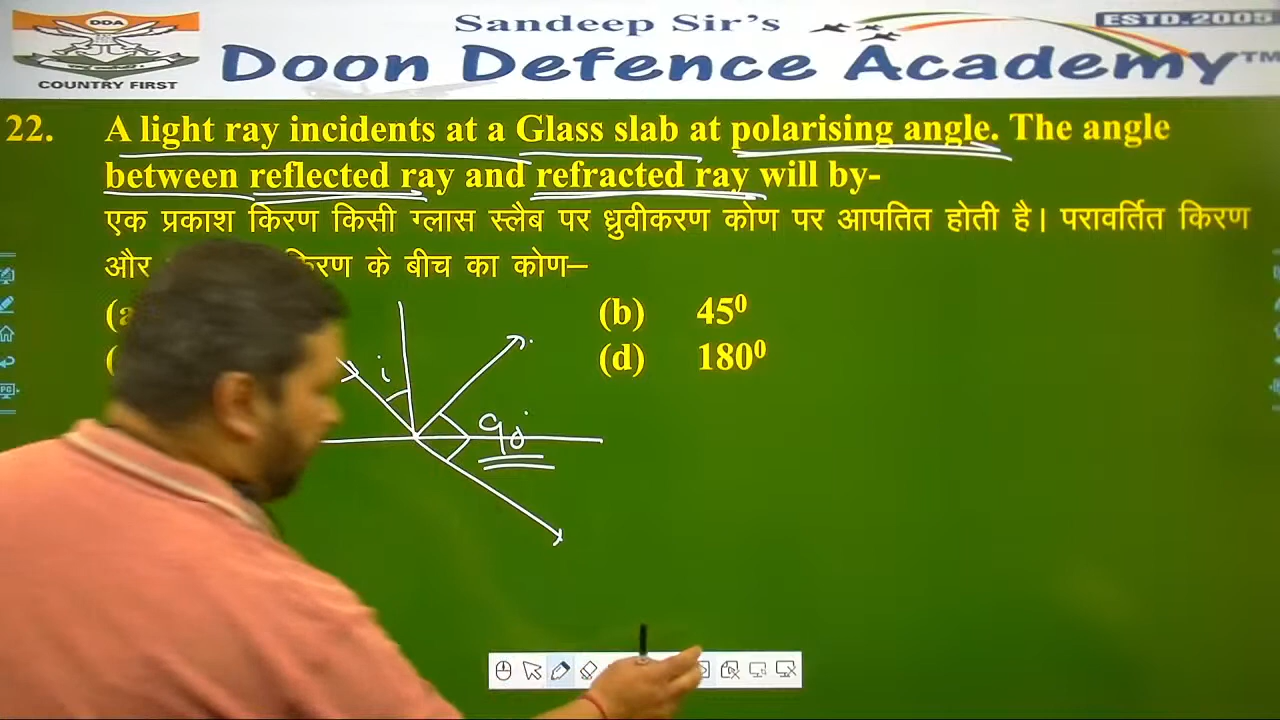 Sandeep Sir's
ESTD.2005
DDA
Doon Defence Academy™
COUNTRY FIRST
22. A light ray incidents at a Glass slab at polarising angle. The angle
between reflected ray and refracted ray will by-
एक प्रकाश किरण किसी ग्लास स्लैब पर ध्रुवीकरण कोण पर आपतित होती है। परावर्तित किरण
और किरण के बीच का कोण–
(a
(b) 45⁰
(d) 180⁰
i
90°